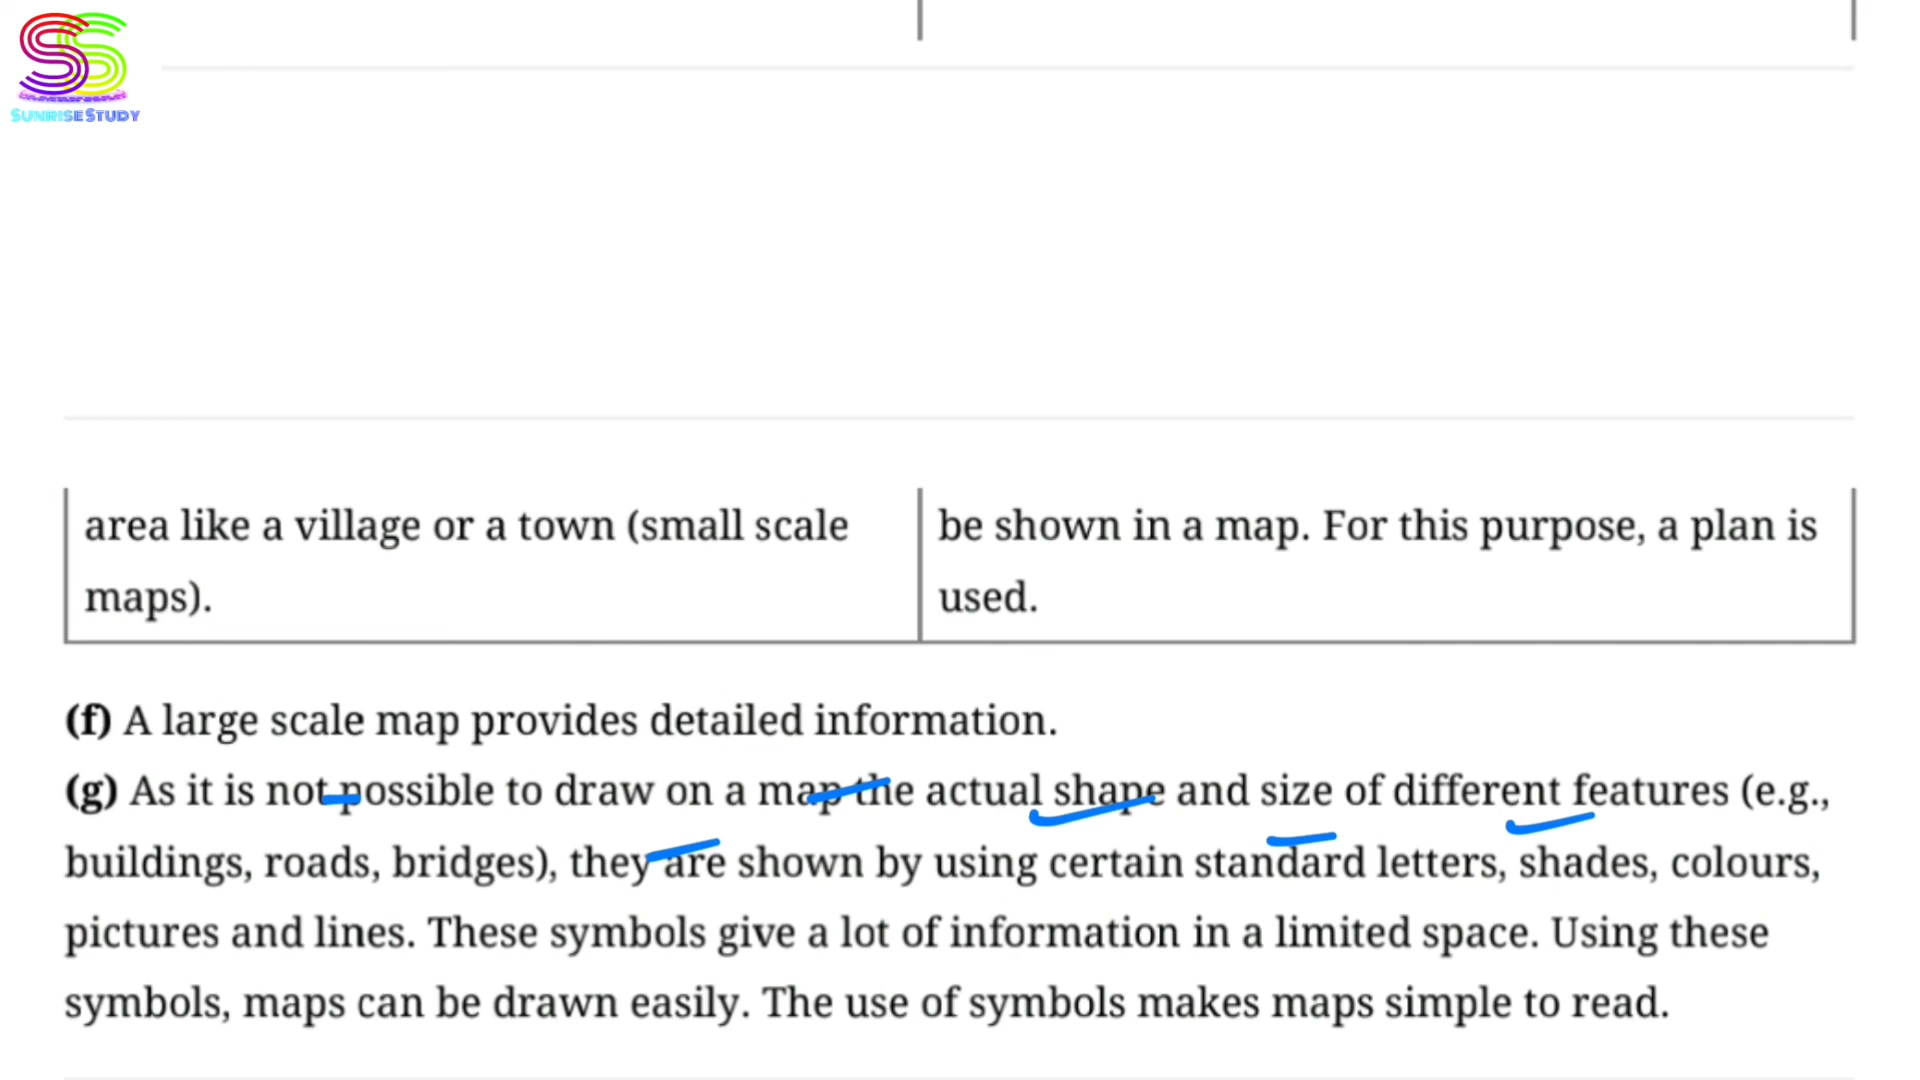 SUNRISE STUDY
area like a village or a town (small scale
maps).
be shown in a map. For this purpose, a plan is
used.
(f) A large scale map provides detailed information.
(g) As it is not possible to draw on a map the actual shape and size of different features (e.g.,
buildings, roads, bridges), they are shown by using certain standard letters, shades, colours,
pictures and lines. These symbols give a lot of information in a limited space. Using these
symbols, maps can be drawn easily. The use of symbols makes maps simple to read.